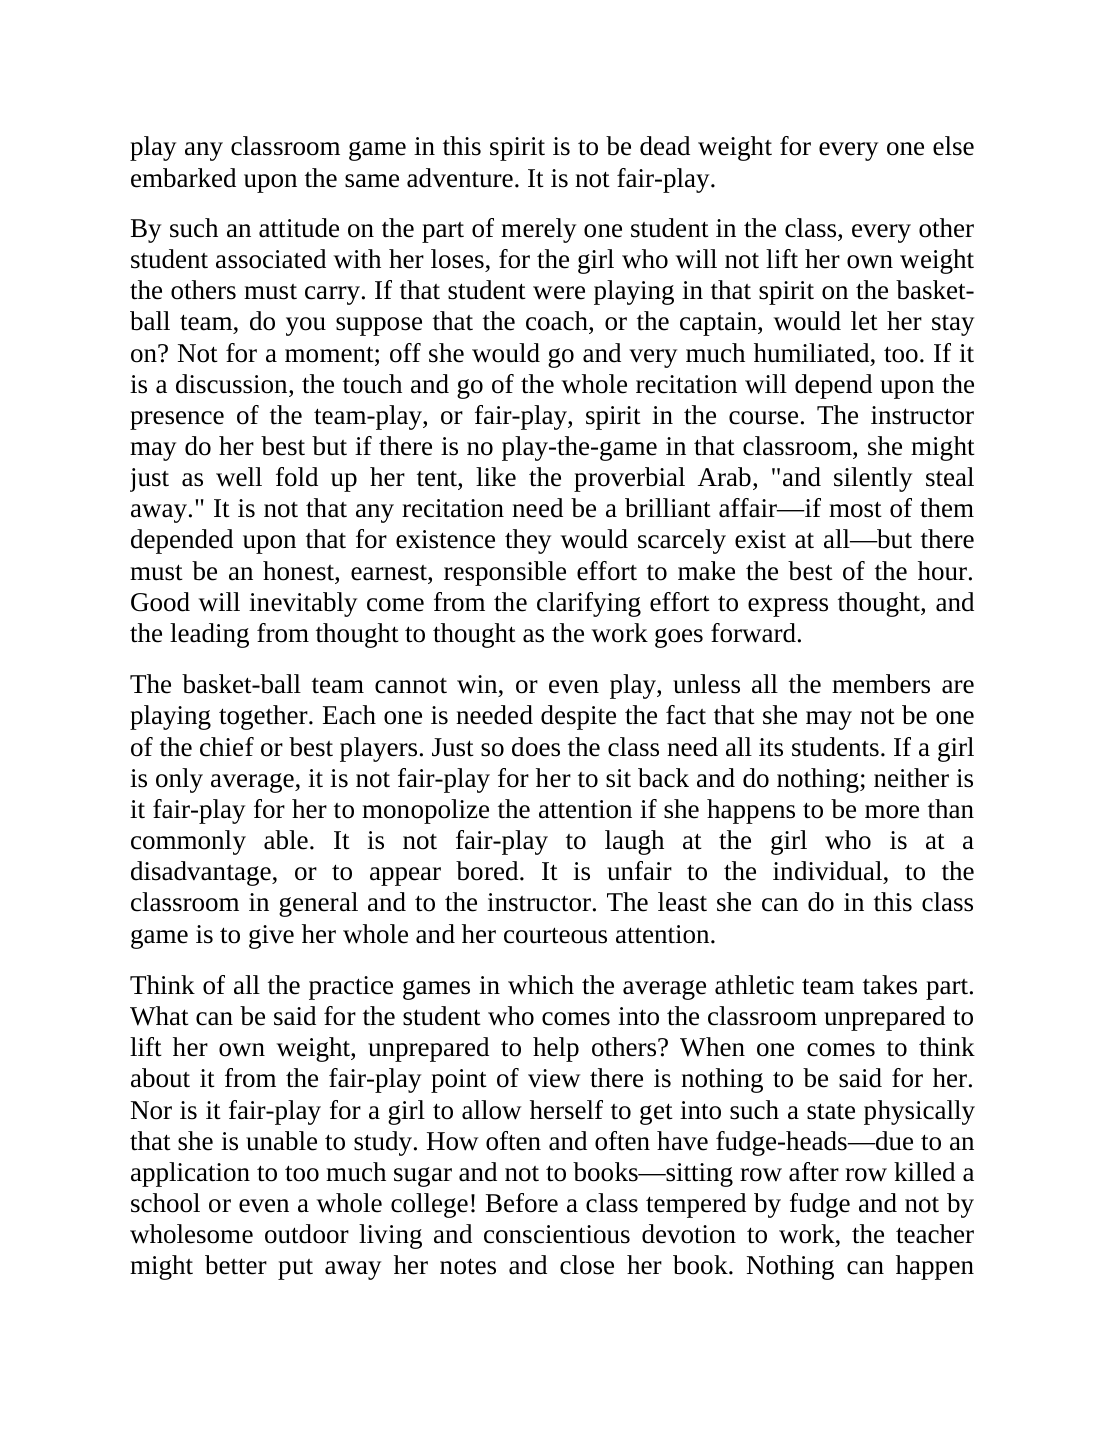 play any classroom game in this spirit is to be dead weight for every one else
embarked upon the same adventure. It is not fair-play.
By such an attitude on the part of merely one student in the class, every other
student associated with her loses, for the girl who will not lift her own weight
the others must carry. If that student were playing in that spirit on the basket-
ball team, do you suppose that the coach, or the captain, would let her stay
on? Not for a moment; off she would go and very much humiliated, too. If it
is a discussion, the touch and go of the whole recitation will depend upon the
presence of the team-play, or fair-play, spirit in the course. The instructor
may do her best but if there is no play-the-game in that classroom, she might
just as well fold up her tent, like the proverbial Arab, "and silently steal
away." It is not that any recitation need be a brilliant affair—if most of them
depended upon that for existence they would scarcely exist at all—but there
must be an honest, earnest, responsible effort to make the best of the hour.
Good will inevitably come from the clarifying effort to express thought, and
the leading from thought to thought as the work goes forward.
The basket-ball team cannot win, or even play, unless all the members are
playing together. Each one is needed despite the fact that she may not be one
of the chief or best players. Just so does the class need all its students. If a girl
is only average, it is not fair-play for her to sit back and do nothing; neither is
it fair-play for her to monopolize the attention if she happens to be more than
commonly able. It is not fair-play to laugh at the girl who is at a
disadvantage, or to appear bored. It is unfair to the individual, to the
classroom in general and to the instructor. The least she can do in this class
game is to give her whole and her courteous attention.
Think of all the practice games in which the average athletic team takes part.
What can be said for the student who comes into the classroom unprepared to
lift her own weight, unprepared to help others? When one comes to think
about it from the fair-play point of view there is nothing to be said for her.
Nor is it fair-play for a girl to allow herself to get into such a state physically
that she is unable to study. How often and often have fudge-heads—due to an
application to too much sugar and not to books—sitting row after row killed a
school or even a whole college! Before a class tempered by fudge and not by
wholesome outdoor living and conscientious devotion to work, the teacher
might better put away her notes and close her book. Nothing can happen